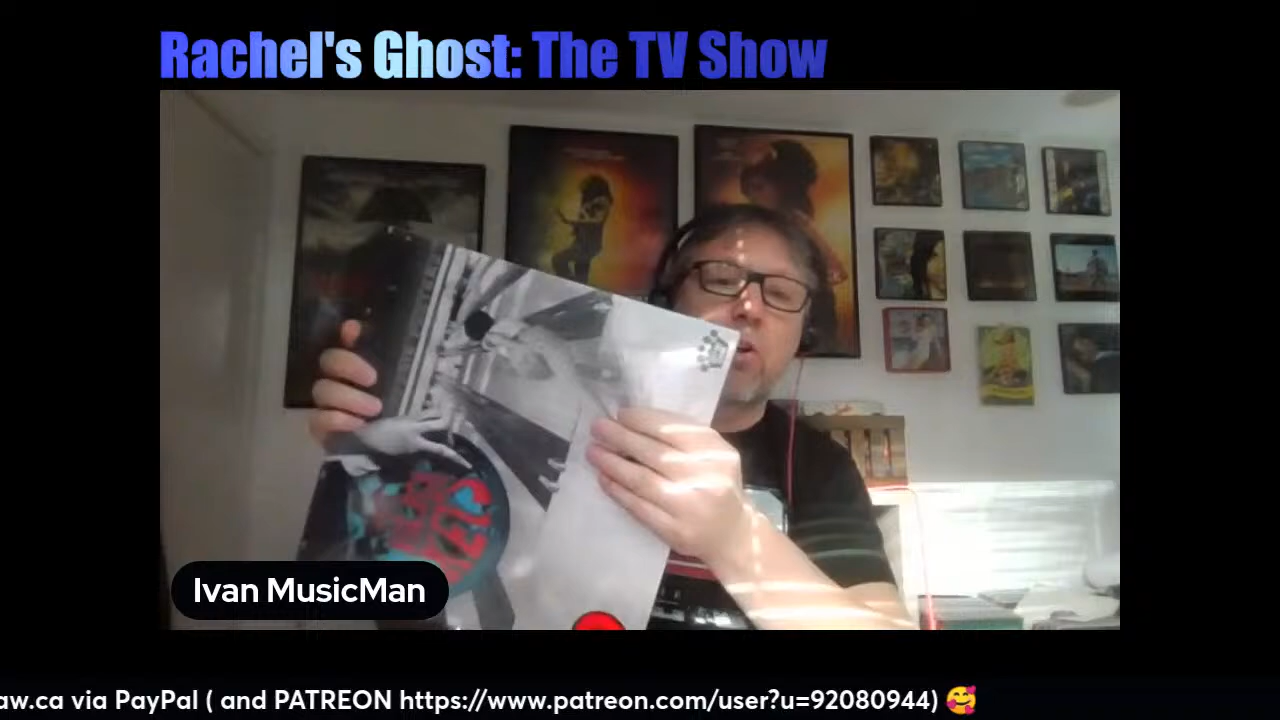 Rachel's Ghost: The TV Show
Ivan MusicMan
aw.ca via PayPal ( and PATREON https://www.patreon.com/user?u=92080944) 🥰